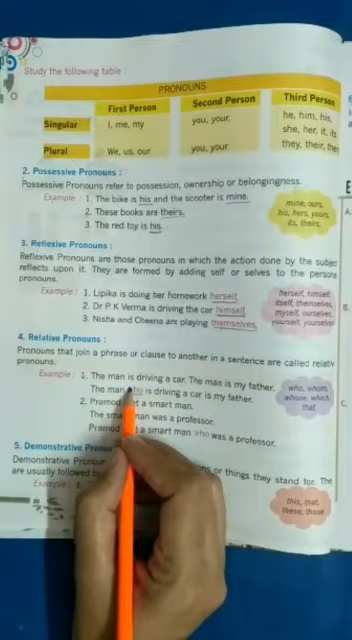 Study the following table :
PRONOUNS
First Person Second Person Third Person
Singular I, me, my you, your, he, him, his, she, her, it, its
Plural We, us, our you, your they, their,
2. Possessive Pronouns :
Possessive Pronouns refer to possession, ownership or belongingness.
Example : 1. The bike is his and the scooter is mine.
2. These books are theirs.
3. The red toy is his.
mine, ours,
his, hers, yours,
its, theirs,
3. Reflexive Pronouns :
Reflexive Pronouns are those pronouns in which the action done by the subject
reflects upon it. They are formed by adding self or selves to the persona
pronouns.
Example : 1. Lipika is doing her homework herself.
2. Dr P K Verma is driving the car himself.
3. Nisha and Cheena are playing themselves.
herself, himself,
itself, themselves,
myself, ourselves,
yourself, yourselves
4. Relative Pronouns :
Pronouns that join a phrase or clause to another in a sentence are called relativ
pronouns.
Example : 1. The man is driving a car. The man is my father.
The man who is driving a car is my father.
2. Pramod a smart man.
The man was a professor.
Pramod a smart man who was a professor.
who, whom,
whose, which,
that
5. Demonstrative
Demonstrative or things they stand for. The
are usually followed
Example : 1.
this, that,
these, those
E
A.
B.
C.